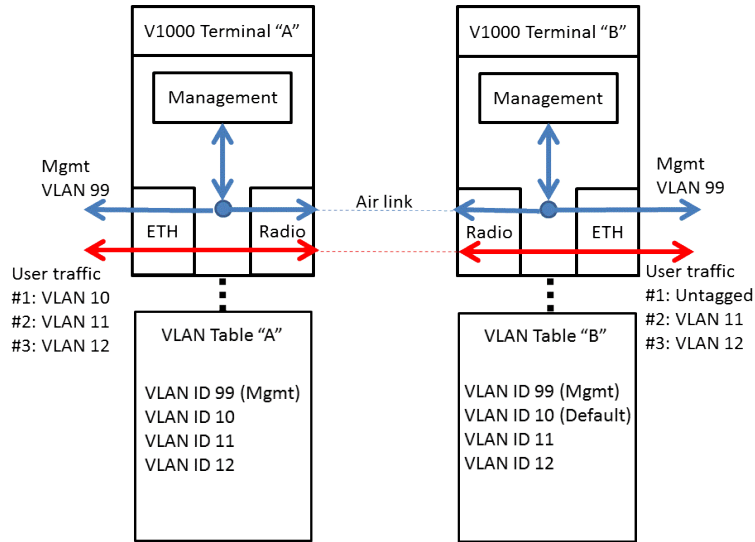 V1000 Terminal “A”
Management
Mgmt
VLAN 99
ETH
Radio
User traffic
#1: VLAN 10
#2: VLAN 11
#3: VLAN 12
VLAN Table “A”
VLAN ID 99 (Mgmt)
VLAN ID 10
VLAN ID 11
VLAN ID 12
Air link
V1000 Terminal “B”
Management
Mgmt
VLAN 99
Radio
ETH
User traffic
#1: Untagged
#2: VLAN 11
#3: VLAN 12
VLAN Table “B”
VLAN ID 99 (Mgmt)
VLAN ID 10 (Default)
VLAN ID 11
VLAN ID 12